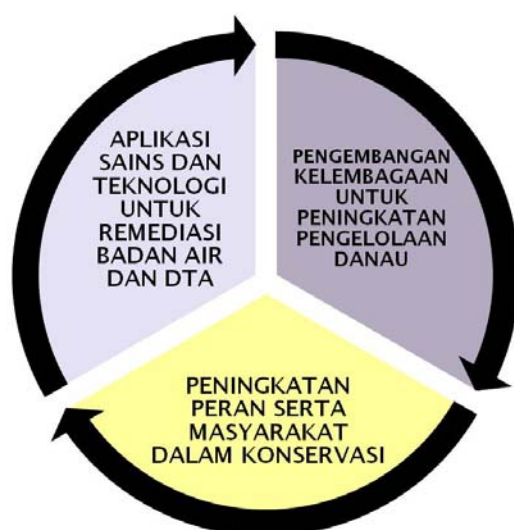 APLIKASI
SAINS DAN
TEKNOLOGI
UNTUK
REMEDIASI
BADAN AIR
DAN DTA
PENGEMBANGAN
KELEMBAGAAN
UNTUK
PENINGKATAN
PENGELOLAAN
DANAU
PENINGKATAN
PERAN SERTA
MASYARAKAT
DALAM KONSERVASI